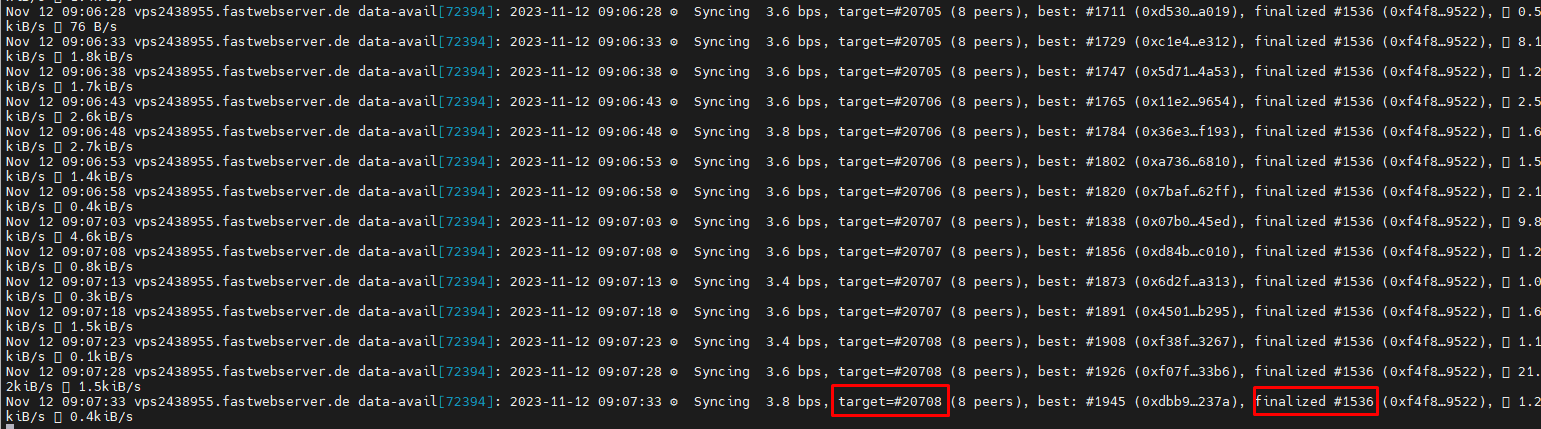 Nov 12 09:06:28 vps2438955.fastwebserver.de data-avail[72394]: 2023-11-12 09:06:28 ⚙ Syncing 3.6 bps, target=#20705 (8 peers), best: #1711 (0xd530…a019), finalized #1536 (0xf4f8…9522), ▯ 0.5
kiB/s ▯ 76 B/s
Nov 12 09:06:33 vps2438955.fastwebserver.de data-avail[72394]: 2023-11-12 09:06:33 ⚙ Syncing 3.6 bps, target=#20705 (8 peers), best: #1729 (0xc1e4…e312), finalized #1536 (0xf4f8…9522), ▯ 8.1
kiB/s ▯ 1.8kiB/s
Nov 12 09:06:38 vps2438955.fastwebserver.de data-avail[72394]: 2023-11-12 09:06:38 ⚙ Syncing 3.6 bps, target=#20705 (8 peers), best: #1747 (0x5d71…4a53), finalized #1536 (0xf4f8…9522), ▯ 1.2
kiB/s ▯ 1.7kiB/s
Nov 12 09:06:43 vps2438955.fastwebserver.de data-avail[72394]: 2023-11-12 09:06:43 ⚙ Syncing 3.6 bps, target=#20706 (8 peers), best: #1765 (0x11e2…9654), finalized #1536 (0xf4f8…9522), ▯ 2.5
kiB/s ▯ 2.6kiB/s
Nov 12 09:06:48 vps2438955.fastwebserver.de data-avail[72394]: 2023-11-12 09:06:48 ⚙ Syncing 3.8 bps, target=#20706 (8 peers), best: #1784 (0x36e3…f193), finalized #1536 (0xf4f8…9522), ▯ 1.6
kiB/s ▯ 2.7kiB/s
Nov 12 09:06:53 vps2438955.fastwebserver.de data-avail[72394]: 2023-11-12 09:06:53 ⚙ Syncing 3.6 bps, target=#20706 (8 peers), best: #1802 (0xa736…6810), finalized #1536 (0xf4f8…9522), ▯ 1.5
kiB/s ▯ 1.4kiB/s
Nov 12 09:06:58 vps2438955.fastwebserver.de data-avail[72394]: 2023-11-12 09:06:58 ⚙ Syncing 3.6 bps, target=#20706 (8 peers), best: #1820 (0x7baf…62ff), finalized #1536 (0xf4f8…9522), ▯ 2.1
kiB/s ▯ 0.4kiB/s
Nov 12 09:07:03 vps2438955.fastwebserver.de data-avail[72394]: 2023-11-12 09:07:03 ⚙ Syncing 3.6 bps, target=#20707 (8 peers), best: #1838 (0x07b0…45ed), finalized #1536 (0xf4f8…9522), ▯ 9.8
kiB/s ▯ 4.6kiB/s
Nov 12 09:07:08 vps2438955.fastwebserver.de data-avail[72394]: 2023-11-12 09:07:08 ⚙ Syncing 3.6 bps, target=#20707 (8 peers), best: #1856 (0xd84b…c010), finalized #1536 (0xf4f8…9522), ▯ 1.2
kiB/s ▯ 0.8kiB/s
Nov 12 09:07:13 vps2438955.fastwebserver.de data-avail[72394]: 2023-11-12 09:07:13 ⚙ Syncing 3.4 bps, target=#20707 (8 peers), best: #1873 (0x6d2f…a313), finalized #1536 (0xf4f8…9522), ▯ 1.0
kiB/s ▯ 0.3kiB/s
Nov 12 09:07:18 vps2438955.fastwebserver.de data-avail[72394]: 2023-11-12 09:07:18 ⚙ Syncing 3.6 bps, target=#20707 (8 peers), best: #1891 (0x4501…b295), finalized #1536 (0xf4f8…9522), ▯ 1.6
kiB/s ▯ 1.5kiB/s
Nov 12 09:07:23 vps2438955.fastwebserver.de data-avail[72394]: 2023-11-12 09:07:23 ⚙ Syncing 3.4 bps, target=#20708 (8 peers), best: #1908 (0xf38f…3267), finalized #1536 (0xf4f8…9522), ▯ 1.1
kiB/s ▯ 0.1kiB/s
Nov 12 09:07:28 vps2438955.fastwebserver.de data-avail[72394]: 2023-11-12 09:07:28 ⚙ Syncing 3.6 bps, target=#20708 (8 peers), best: #1926 (0xf07f…33b6), finalized #1536 (0xf4f8…9522), ▯ 21.
2kiB/s ▯ 1.5kiB/s
Nov 12 09:07:33 vps2438955.fastwebserver.de data-avail[72394]: 2023-11-12 09:07:33 ⚙ Syncing 3.8 bps, target=#20708 (8 peers), best: #1945 (0xdbb9…237a), finalized #1536 (0xf4f8…9522), ▯ 1.2
kiB/s ▯ 0.4kiB/s